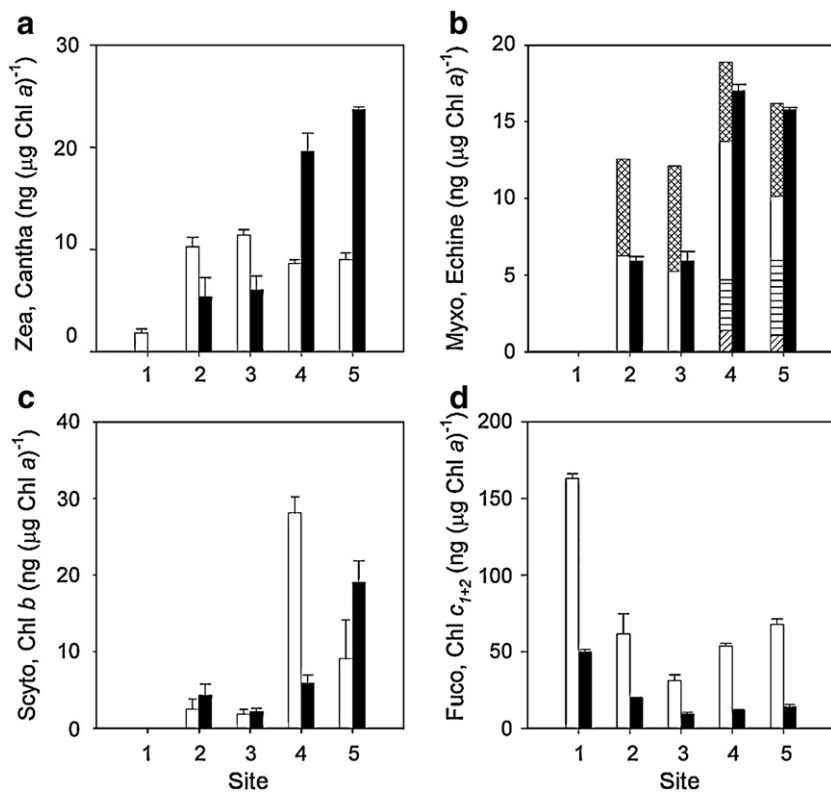 a
Zea, Cantha (ng (μg Chl a)⁻¹
30
20
10
0
1 2 3 4 5
b
Myxo, Echine (ng (μg Chl a)⁻¹
20
15
10
5
0
1 2 3 4 5
c
Scyto, Chl b (ng (μg Chl a)⁻¹
40
30
20
10
0
1 2 3 4 5
Site
d
Fuco, Chl c₁₊₂ (ng (μg Chl a)⁻¹
200
150
100
50
0
1 2 3 4 5
Site